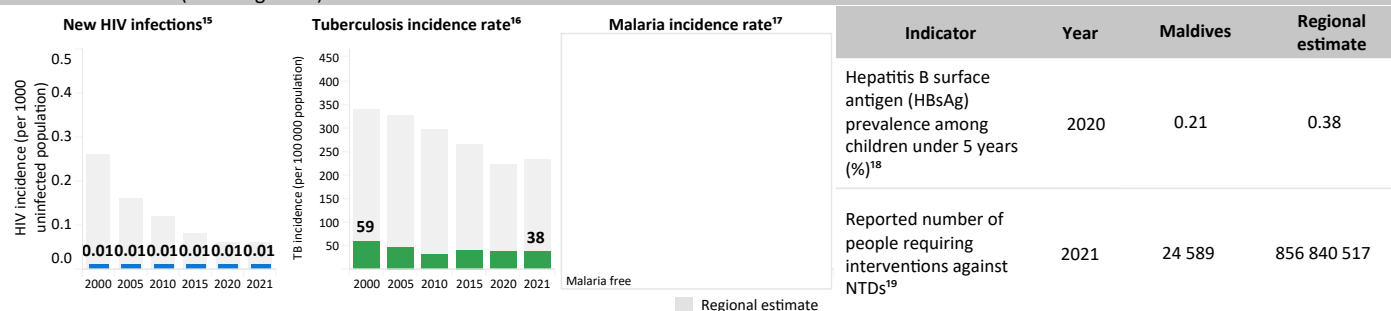 New HIV infections¹⁵
HIV incidence (per 1000
uninfected population)
0.5
0.4
0.3
0.2
0.1
0.0
0.01 0.01 0.01 0.01 0.01 0.01
2000 2005 2010 2015 2020 2021
Tuberculosis incidence rate¹⁶
TB incidence (per 100 000 population)
450
400
350
300
250
200
150
100
50
59
38
2000 2005 2010 2015 2020 2021
Malaria incidence rate¹⁷
Malaria free
Regional estimate
Indicator Year Maldives Regional
estimate
Hepatitis B surface
antigen (HBsAg)
prevalence among 2020 0.21 0.38
children under 5 years
(%)¹⁸
Reported number of
people requiring 2021 24 589 856 840 517
interventions against
NTDs¹⁹